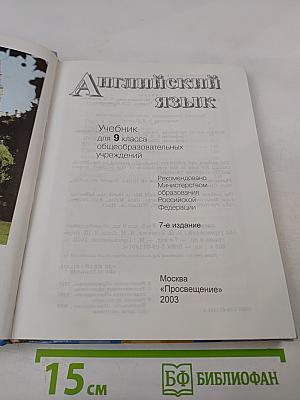 Английский
язык
Учебник
для 9 класса
общеобразовательных
учреждений
Рекомендовано
Министерством
образования
Российской
Федерации
7-е издание
Москва
«Просвещение»
2003
15 см
БФ БИБЛИОФАН